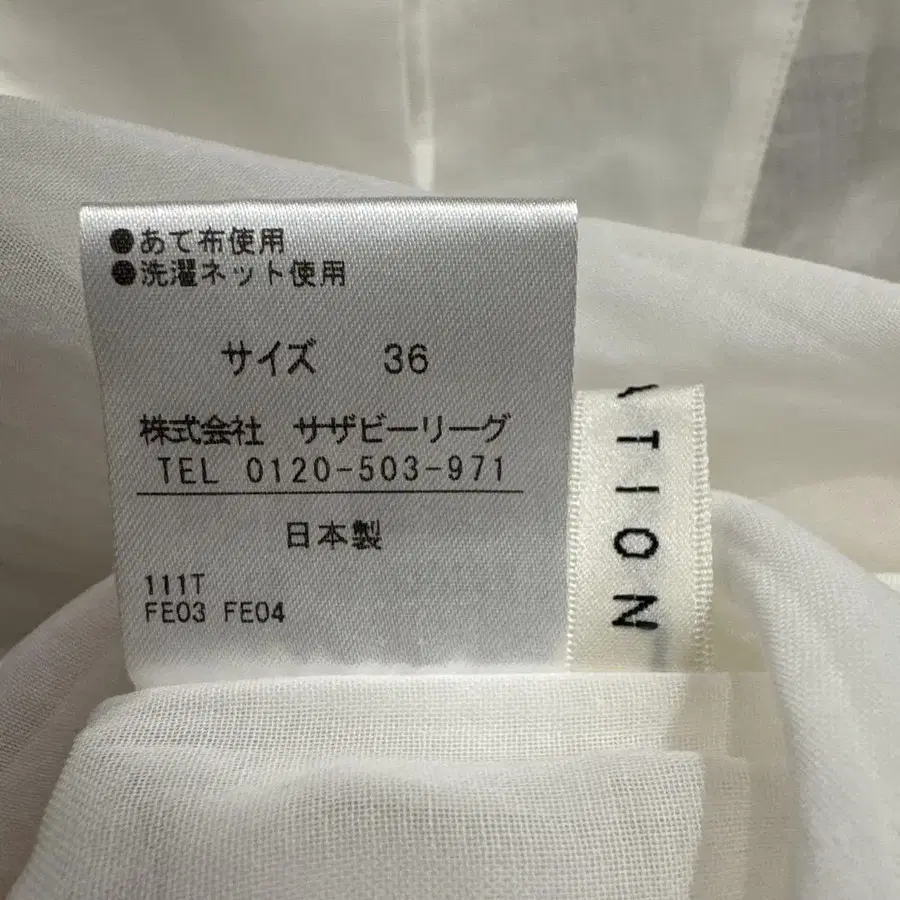 ●あて布使用
●洗濯ネット使用
サイズ 36
株式会社 サザビーリーグ
TEL 0120-503-971
日本製
111T
FE03 FE04
TION